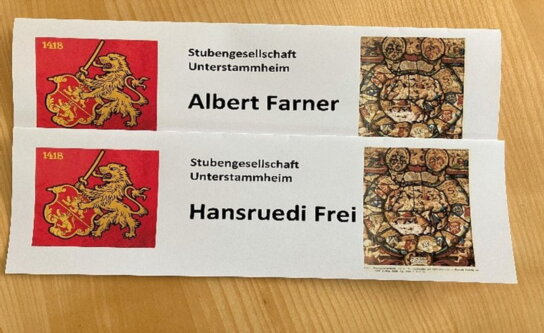 1418
Stubengesellschaft
Unterstammheim
Albert Farner
1418
Stubengesellschaft
Unterstammheim
Hansruedi Frei